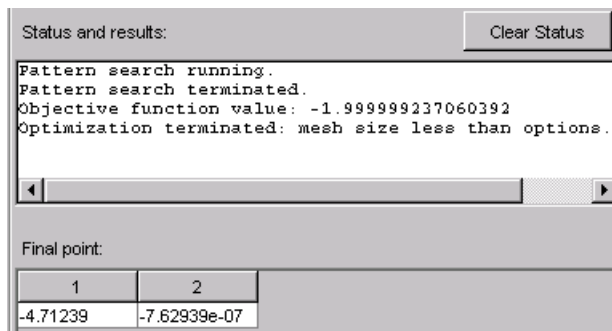 Status and results:
Clear Status
Pattern search running.
Pattern search terminated.
Objective function value: -1.999999237060392
Optimization terminated: mesh size less than options.
Final point:
1 2
-4.71239 -7.62939e-07